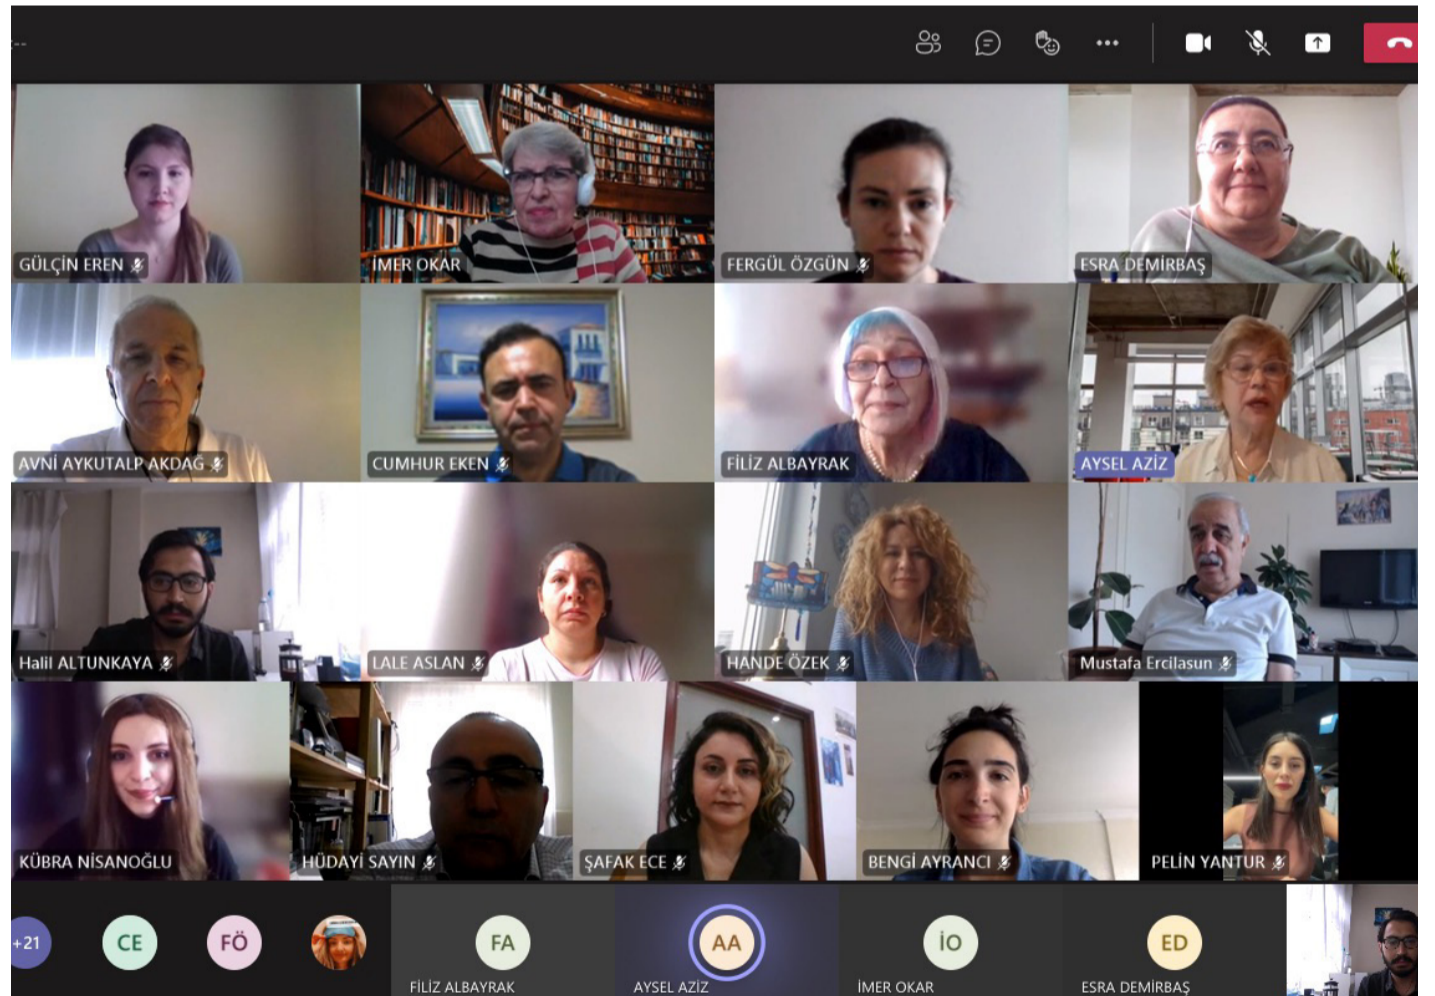 GÜLÇİN EREN
İMER OKAR
FERGÜL ÖZGÜN
ESRA DEMİRBAŞ
AVNİ AYKUTALP AKDAĞ
CUMHUR EKEN
FİLİZ ALBAYRAK
AYSEL AZİZ
Halil ALTUNKAYA
LALE ASLAN
HANDE ÖZEK
Mustafa Ercilasun
KÜBRA NİSANOĞLU
HÜDAYİ SAYIN
ŞAFAK ECE
BENGİ AYRANCI
PELİN YANTUR
+21
CE
FÖ
FA
AA
İO
ED
FİLİZ ALBAYRAK
AYSEL AZİZ
İMER OKAR
ESRA DEMİRBAŞ